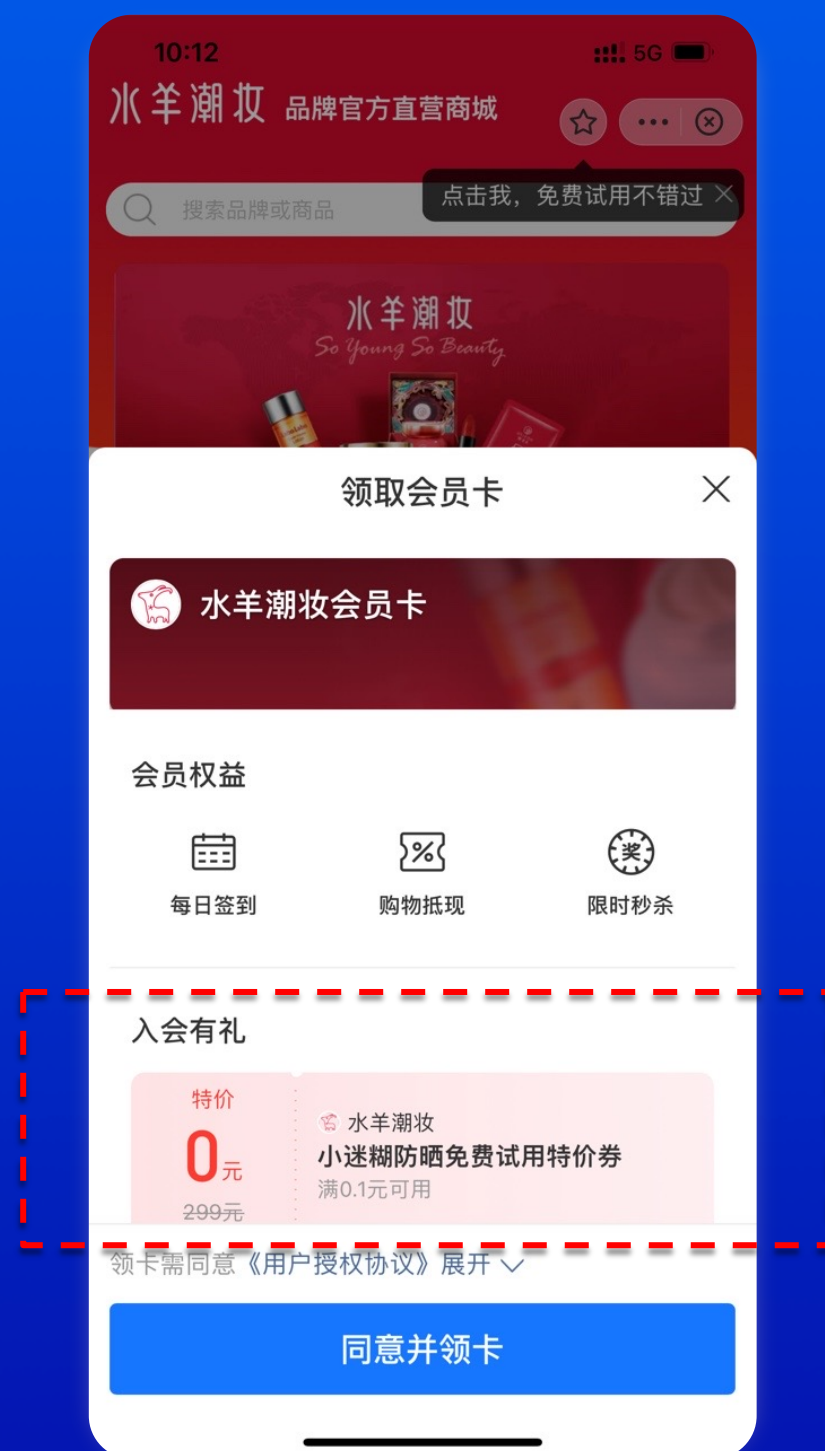 10:12
5G
水羊潮妆 品牌官方直营商城
点击我，免费试用不错过
搜索品牌或商品
水羊潮妆
So Young So Beauty
领取会员卡
水羊潮妆会员卡
会员权益
每日签到 购物抵现 限时秒杀
奖
入会有礼
特价
0元
299元
水羊潮妆
小迷糊防晒免费试用特价券
满0.1元可用
领卡需同意《用户授权协议》展开
同意并领卡